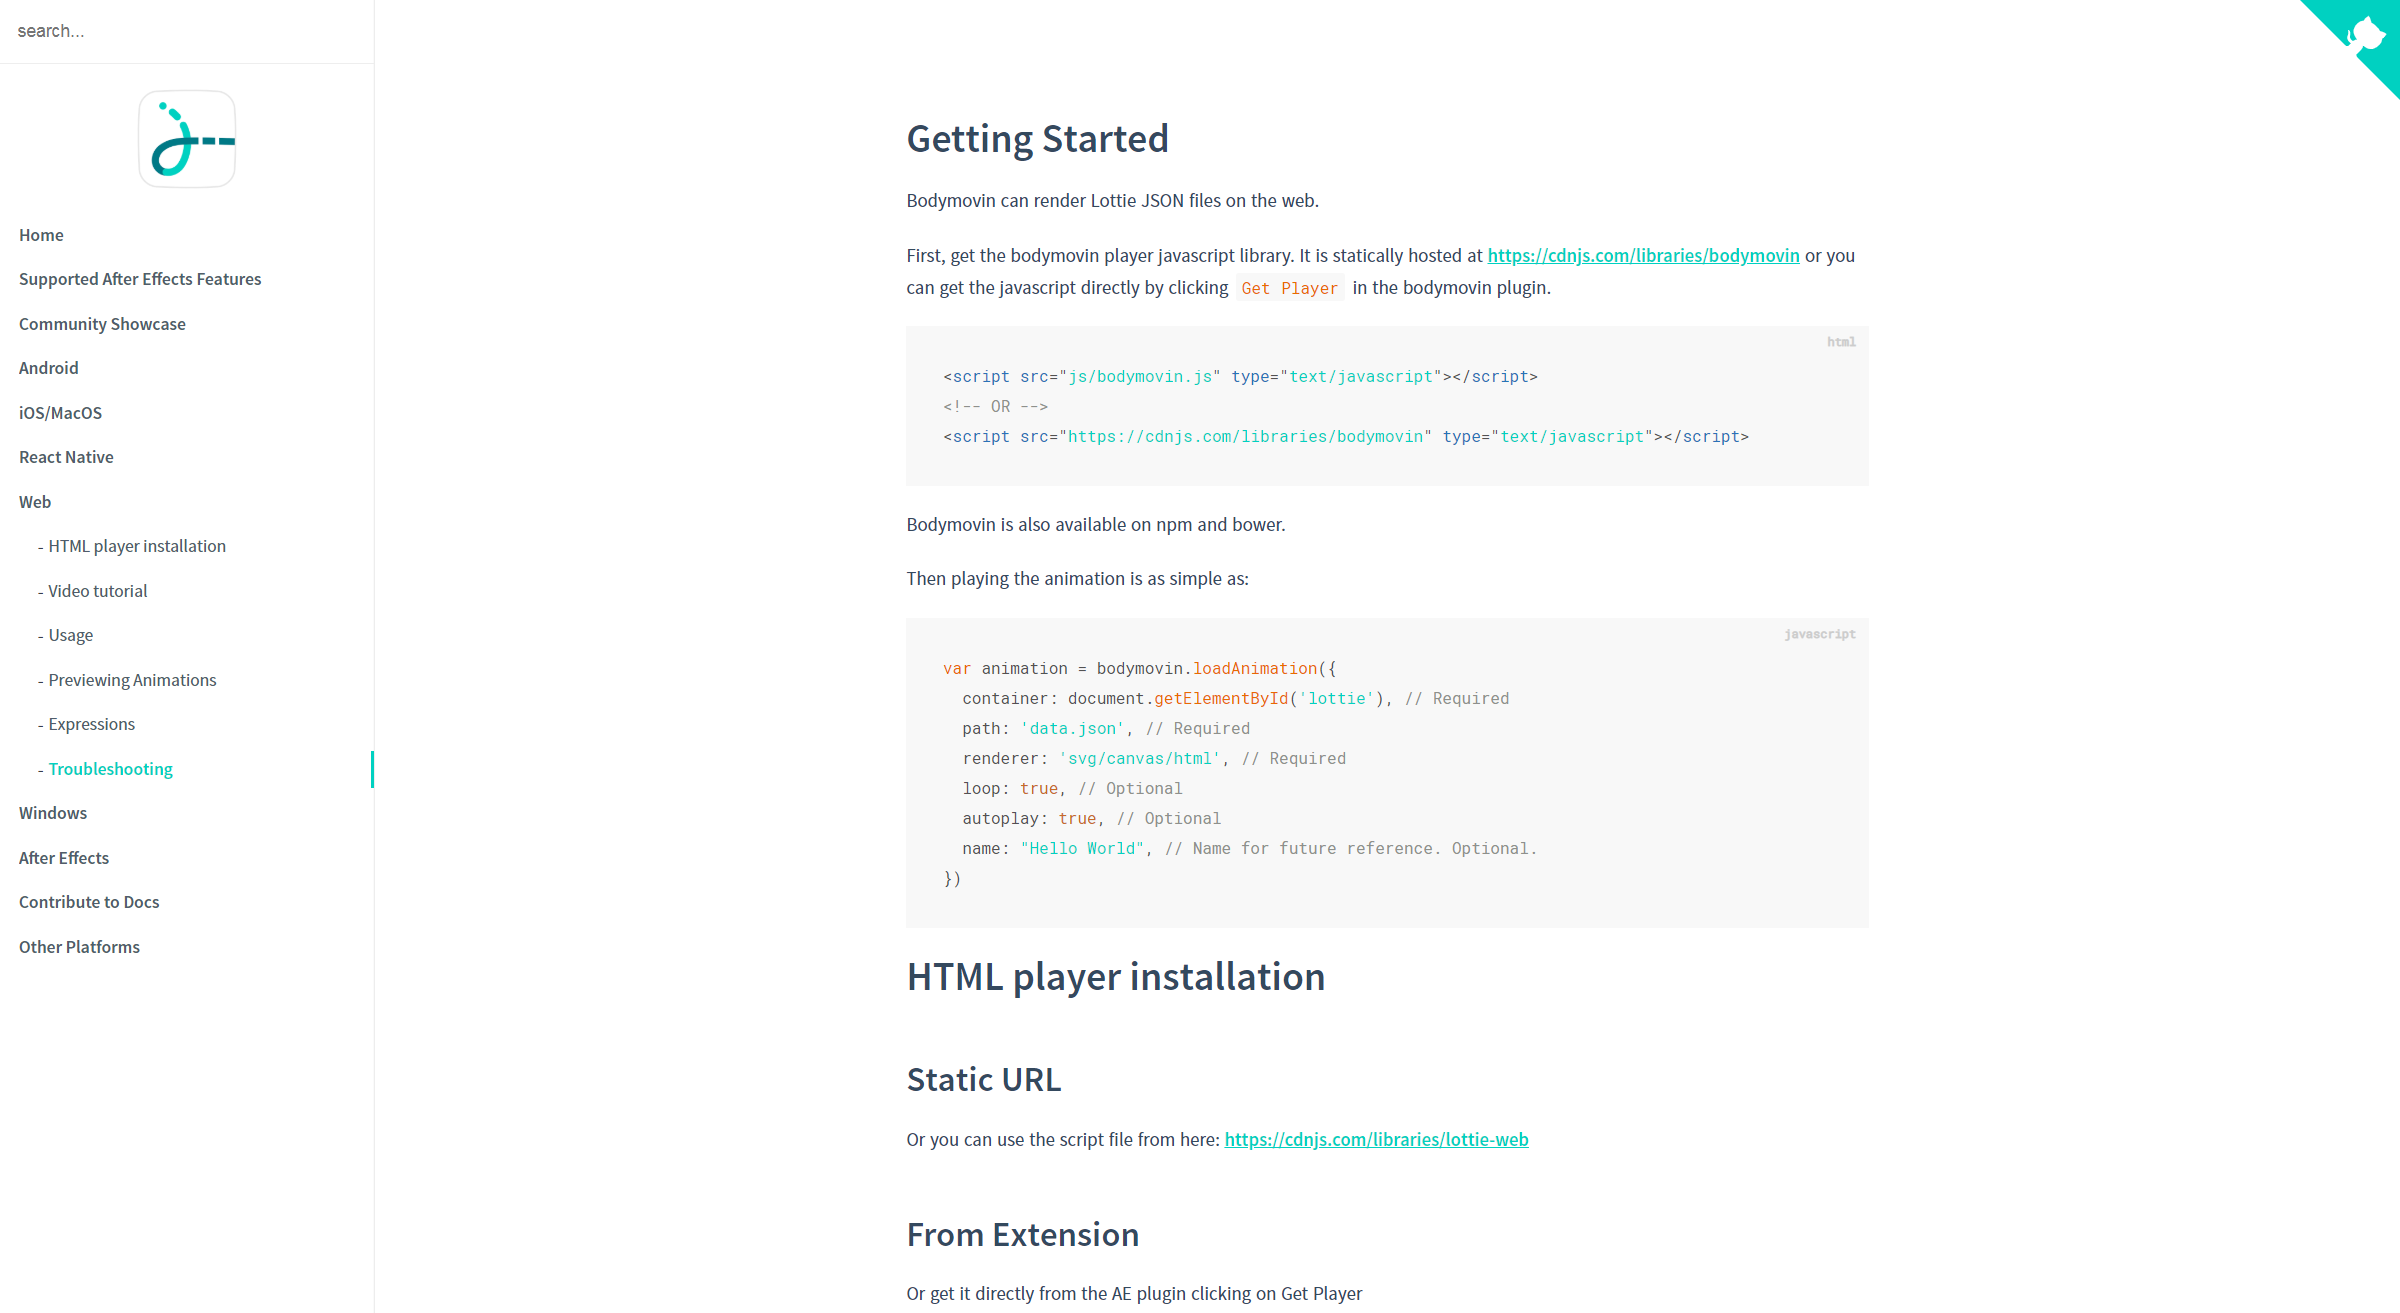 search...
Home
Supported After Effects Features
Community Showcase
Android
iOS/MacOS
React Native
Web
- HTML player installation
- Video tutorial
- Usage
- Previewing Animations
- Expressions
- Troubleshooting
Windows
After Effects
Contribute to Docs
Other Platforms
Getting Started
Bodymovin can render Lottie JSON files on the web.
First, get the bodymovin player javascript library. It is statically hosted at https://cdnjs.com/libraries/bodymovin or you
can get the javascript directly by clicking Get Player in the bodymovin plugin.
html
<script src="js/bodymovin.js" type="text/javascript"></script>
<!-- OR -->
<script src="https://cdnjs.com/libraries/bodymovin" type="text/javascript"></script>
Bodymovin is also available on npm and bower.
Then playing the animation is as simple as:
javascript
var animation = bodymovin.loadAnimation({
  container: document.getElementById('lottie'), // Required
  path: 'data.json', // Required
  renderer: 'svg/canvas/html', // Required
  loop: true, // Optional
  autoplay: true, // Optional
  name: "Hello World", // Name for future reference. Optional.
})
HTML player installation
Static URL
Or you can use the script file from here: https://cdnjs.com/libraries/lottie-web
From Extension
Or get it directly from the AE plugin clicking on Get Player